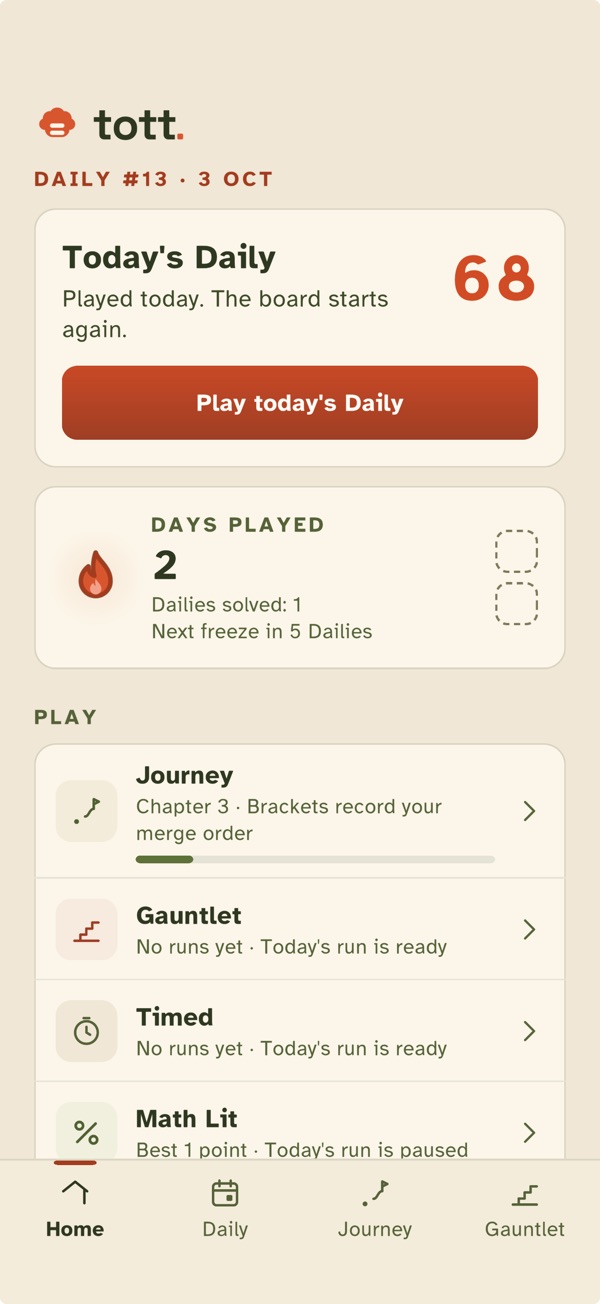 tott.
DAILY #13 · 3 OCT
Today's Daily
68
Played today. The board starts
again.
Play today's Daily
DAYS PLAYED
2
Dailies solved: 1
Next freeze in 5 Dailies
PLAY
Journey
Chapter 3 · Brackets record your
merge order
Gauntlet
No runs yet · Today's run is ready
Timed
No runs yet · Today's run is ready
Math Lit
Best 1 point · Today's run is paused
Home
Daily
Journey
Gauntlet